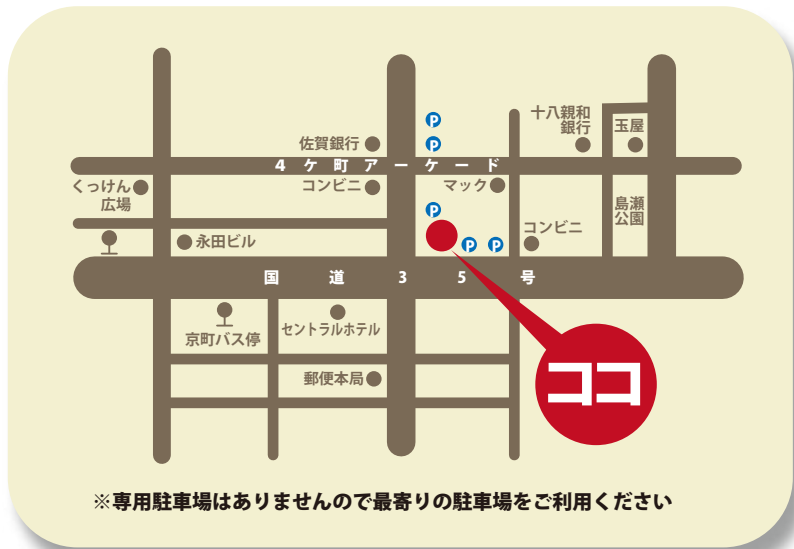 十八親和
銀行
玉屋
佐賀銀行
P
P
4ケ町アーケード
くっけん
広場
コンビニ
マック
島瀬
公園
P
永田ビル
P
P
コンビニ
国道35号
京町バス停
セントラルホテル
郵便本局
ココ
※専用駐車場はありませんので最寄りの駐車場をご利用ください